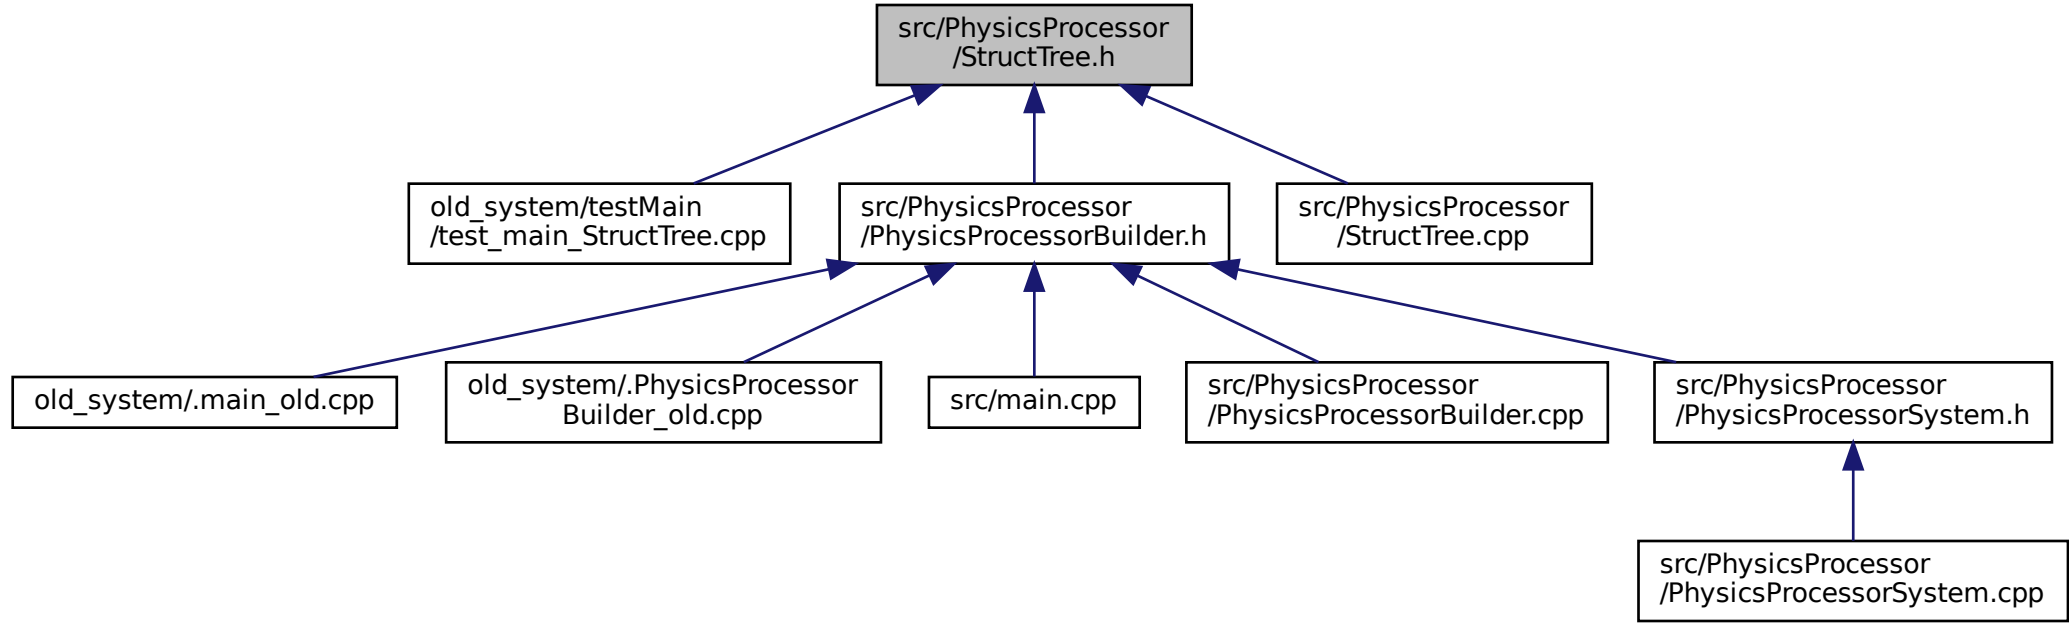 src/PhysicsProcessor
/StructTree.h
old_system/testMain
/test_main_StructTree.cpp
src/PhysicsProcessor
/PhysicsProcessorBuilder.h
src/PhysicsProcessor
/StructTree.cpp
old_system/.main_old.cpp
old_system/.PhysicsProcessor
Builder_old.cpp
src/main.cpp
src/PhysicsProcessor
/PhysicsProcessorBuilder.cpp
src/PhysicsProcessor
/PhysicsProcessorSystem.h
src/PhysicsProcessor
/PhysicsProcessorSystem.cpp